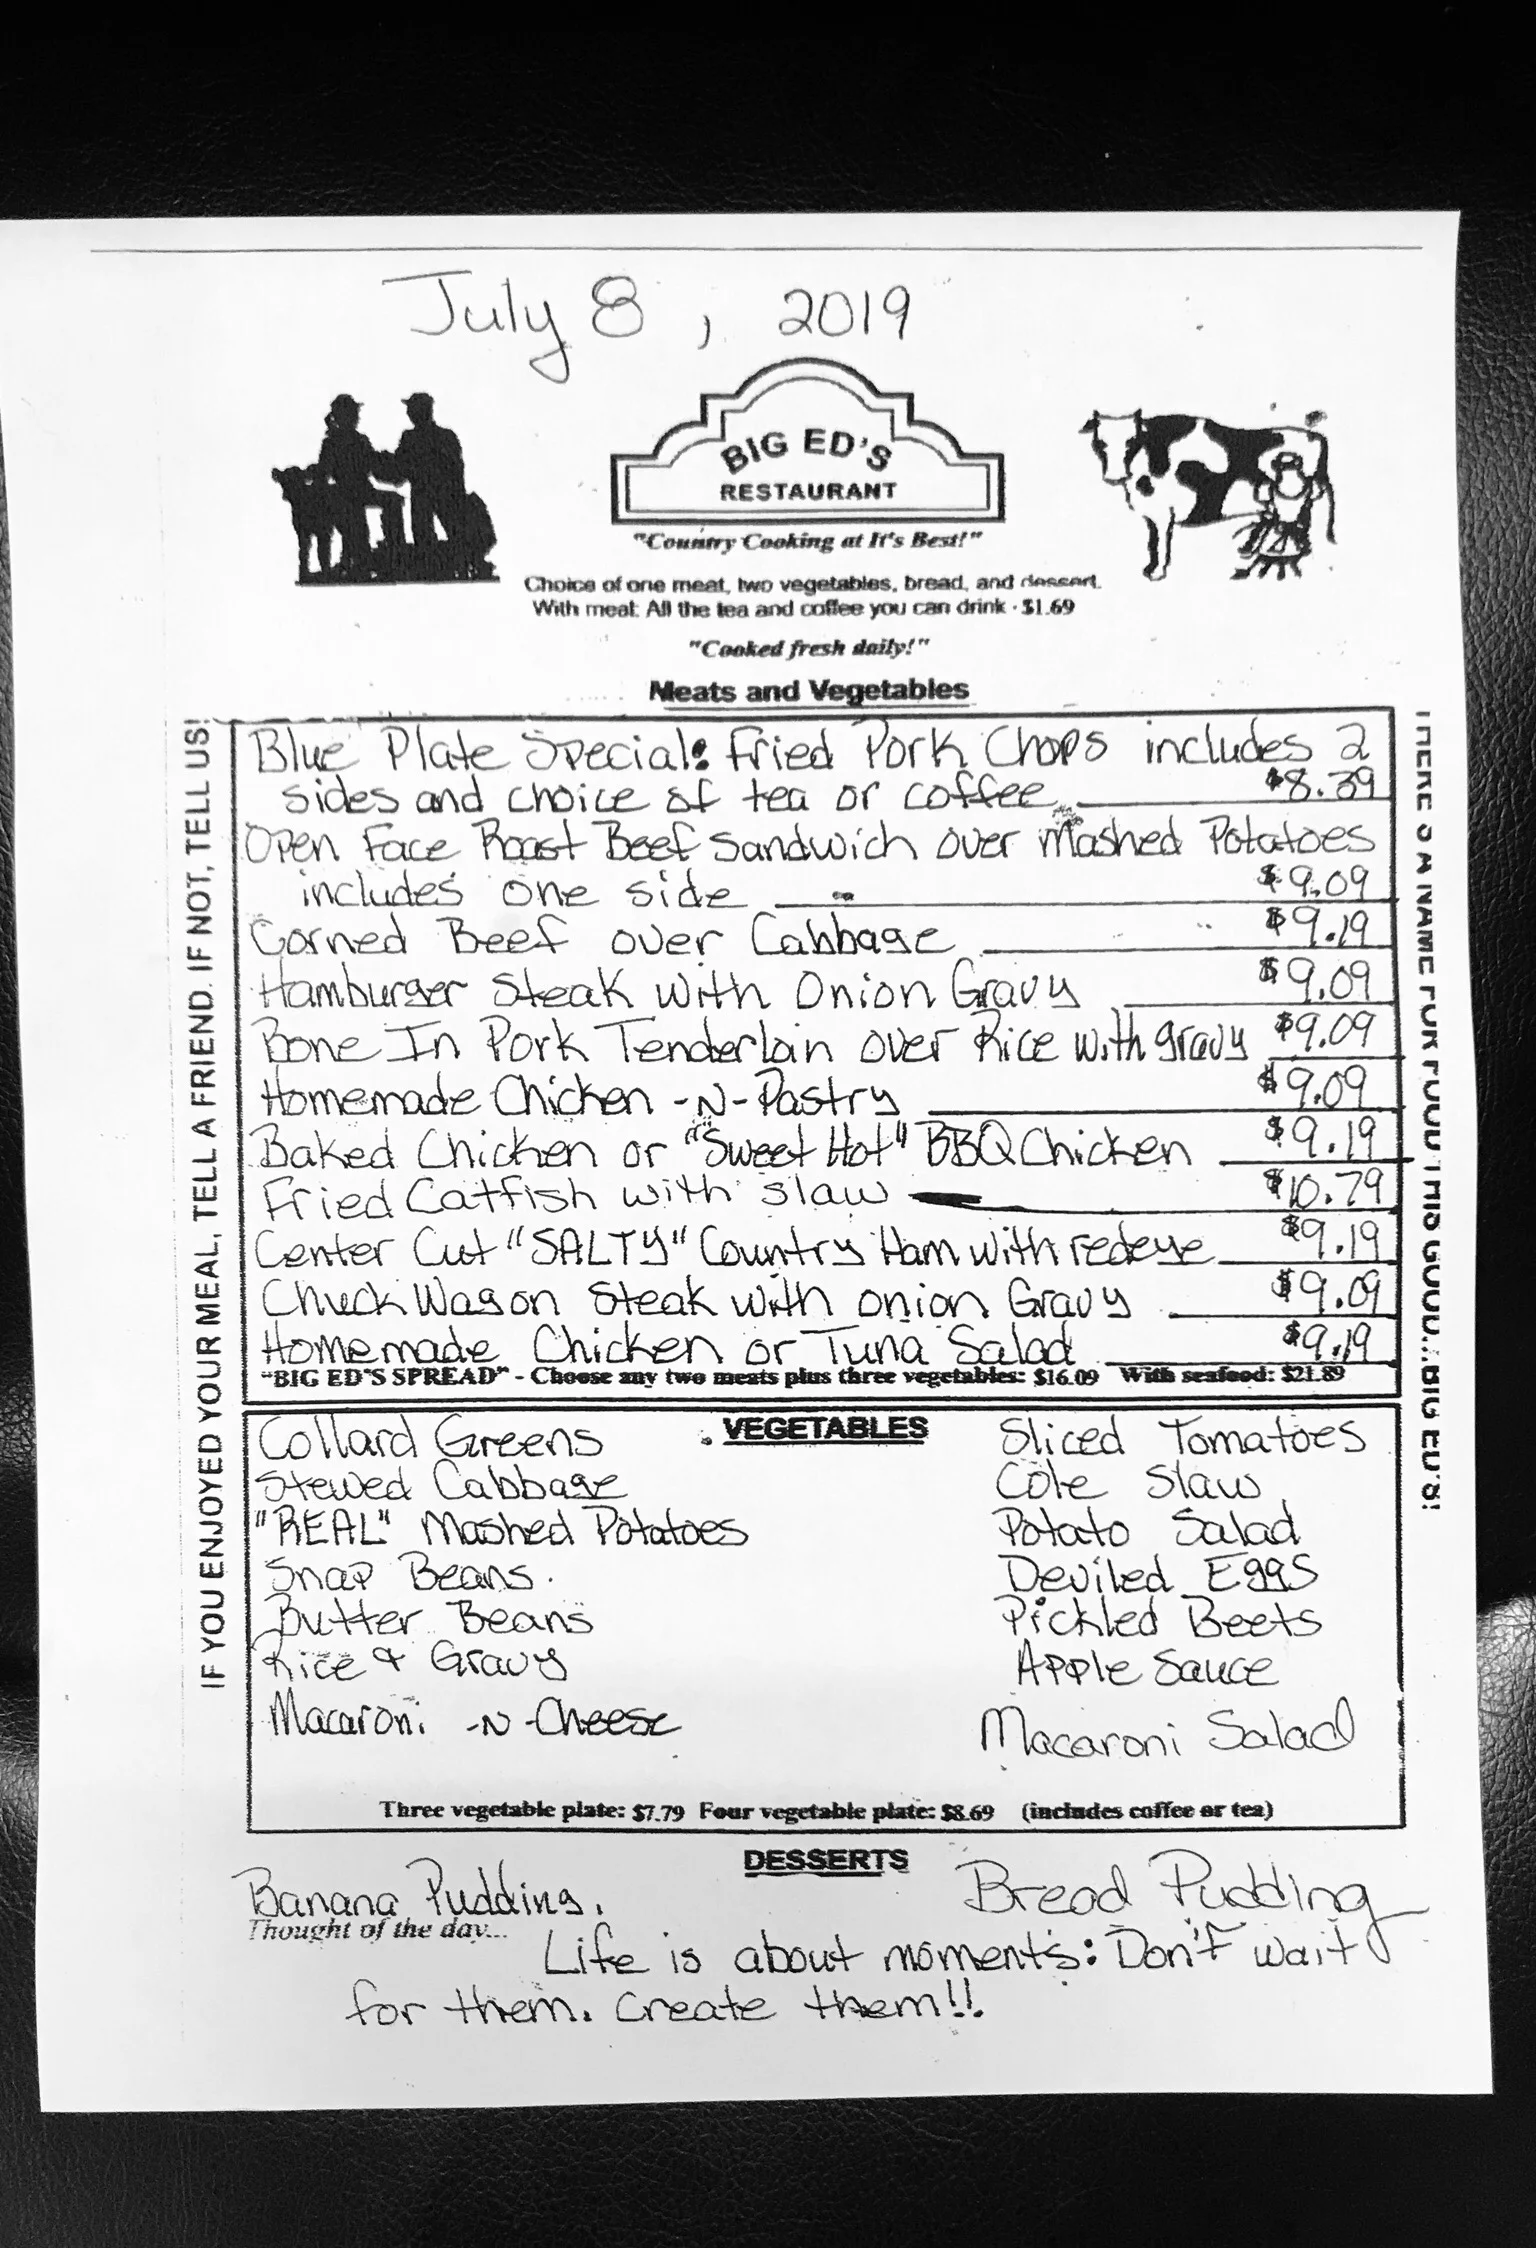 July 8, 2019
BIG ED'S
RESTAURANT
"Country Cooking at It's Best!"
Choice of one meat, two vegetables, bread, and dessert.
With meal: All the tea and coffee you can drink - $1.69
"Cooked fresh daily!"
Meats and Vegetables
Blue Plate Special: Fried Pork Chops includes 2
sides and choice of tea or coffee $8.39
Open Face Roast Beef Sandwich over Mashed Potatoes
includes one side $9.09
Corned Beef over Cabbage $9.19
Hamburger Steak with Onion Gravy $9.09
Bone In Pork Tenderloin over Rice with gravy $9.09
Homemade Chicken -N- Pastry $9.09
Baked Chicken or "Sweet Hot" BBQ Chicken $9.19
Fried Catfish with slaw $10.79
Center Cut "SALTY" Country Ham with redeye $9.19
Chuck Wagon Steak with onion Gravy $9.09
Homemade Chicken or Tuna Salad $9.19
"BIG ED'S SPREAD" - Choose any two meats plus three vegetables: $16.09 With seafood: $21.89
VEGETABLES
Collard Greens
Stewed Cabbage
"REAL" Mashed Potatoes
Snap Beans
Butter Beans
Rice & Gravy
Macaroni -N- Cheese
Sliced Tomatoes
Cole Slaw
Potato Salad
Deviled Eggs
Pickled Beets
Apple Sauce
Macaroni Salad
Three vegetable plate: $7.79 Four vegetable plate: $8.69 (includes coffee or tea)
DESSERTS
Banana Pudding. Bread Pudding
Thought of the day...
Life is about moments: Don't wait
for them. Create them!!
IF YOU ENJOYED YOUR MEAL, TELL A FRIEND. IF NOT, TELL US!
THERE'S A NAME FOR FOOD THIS GOOD...BIG ED'S!